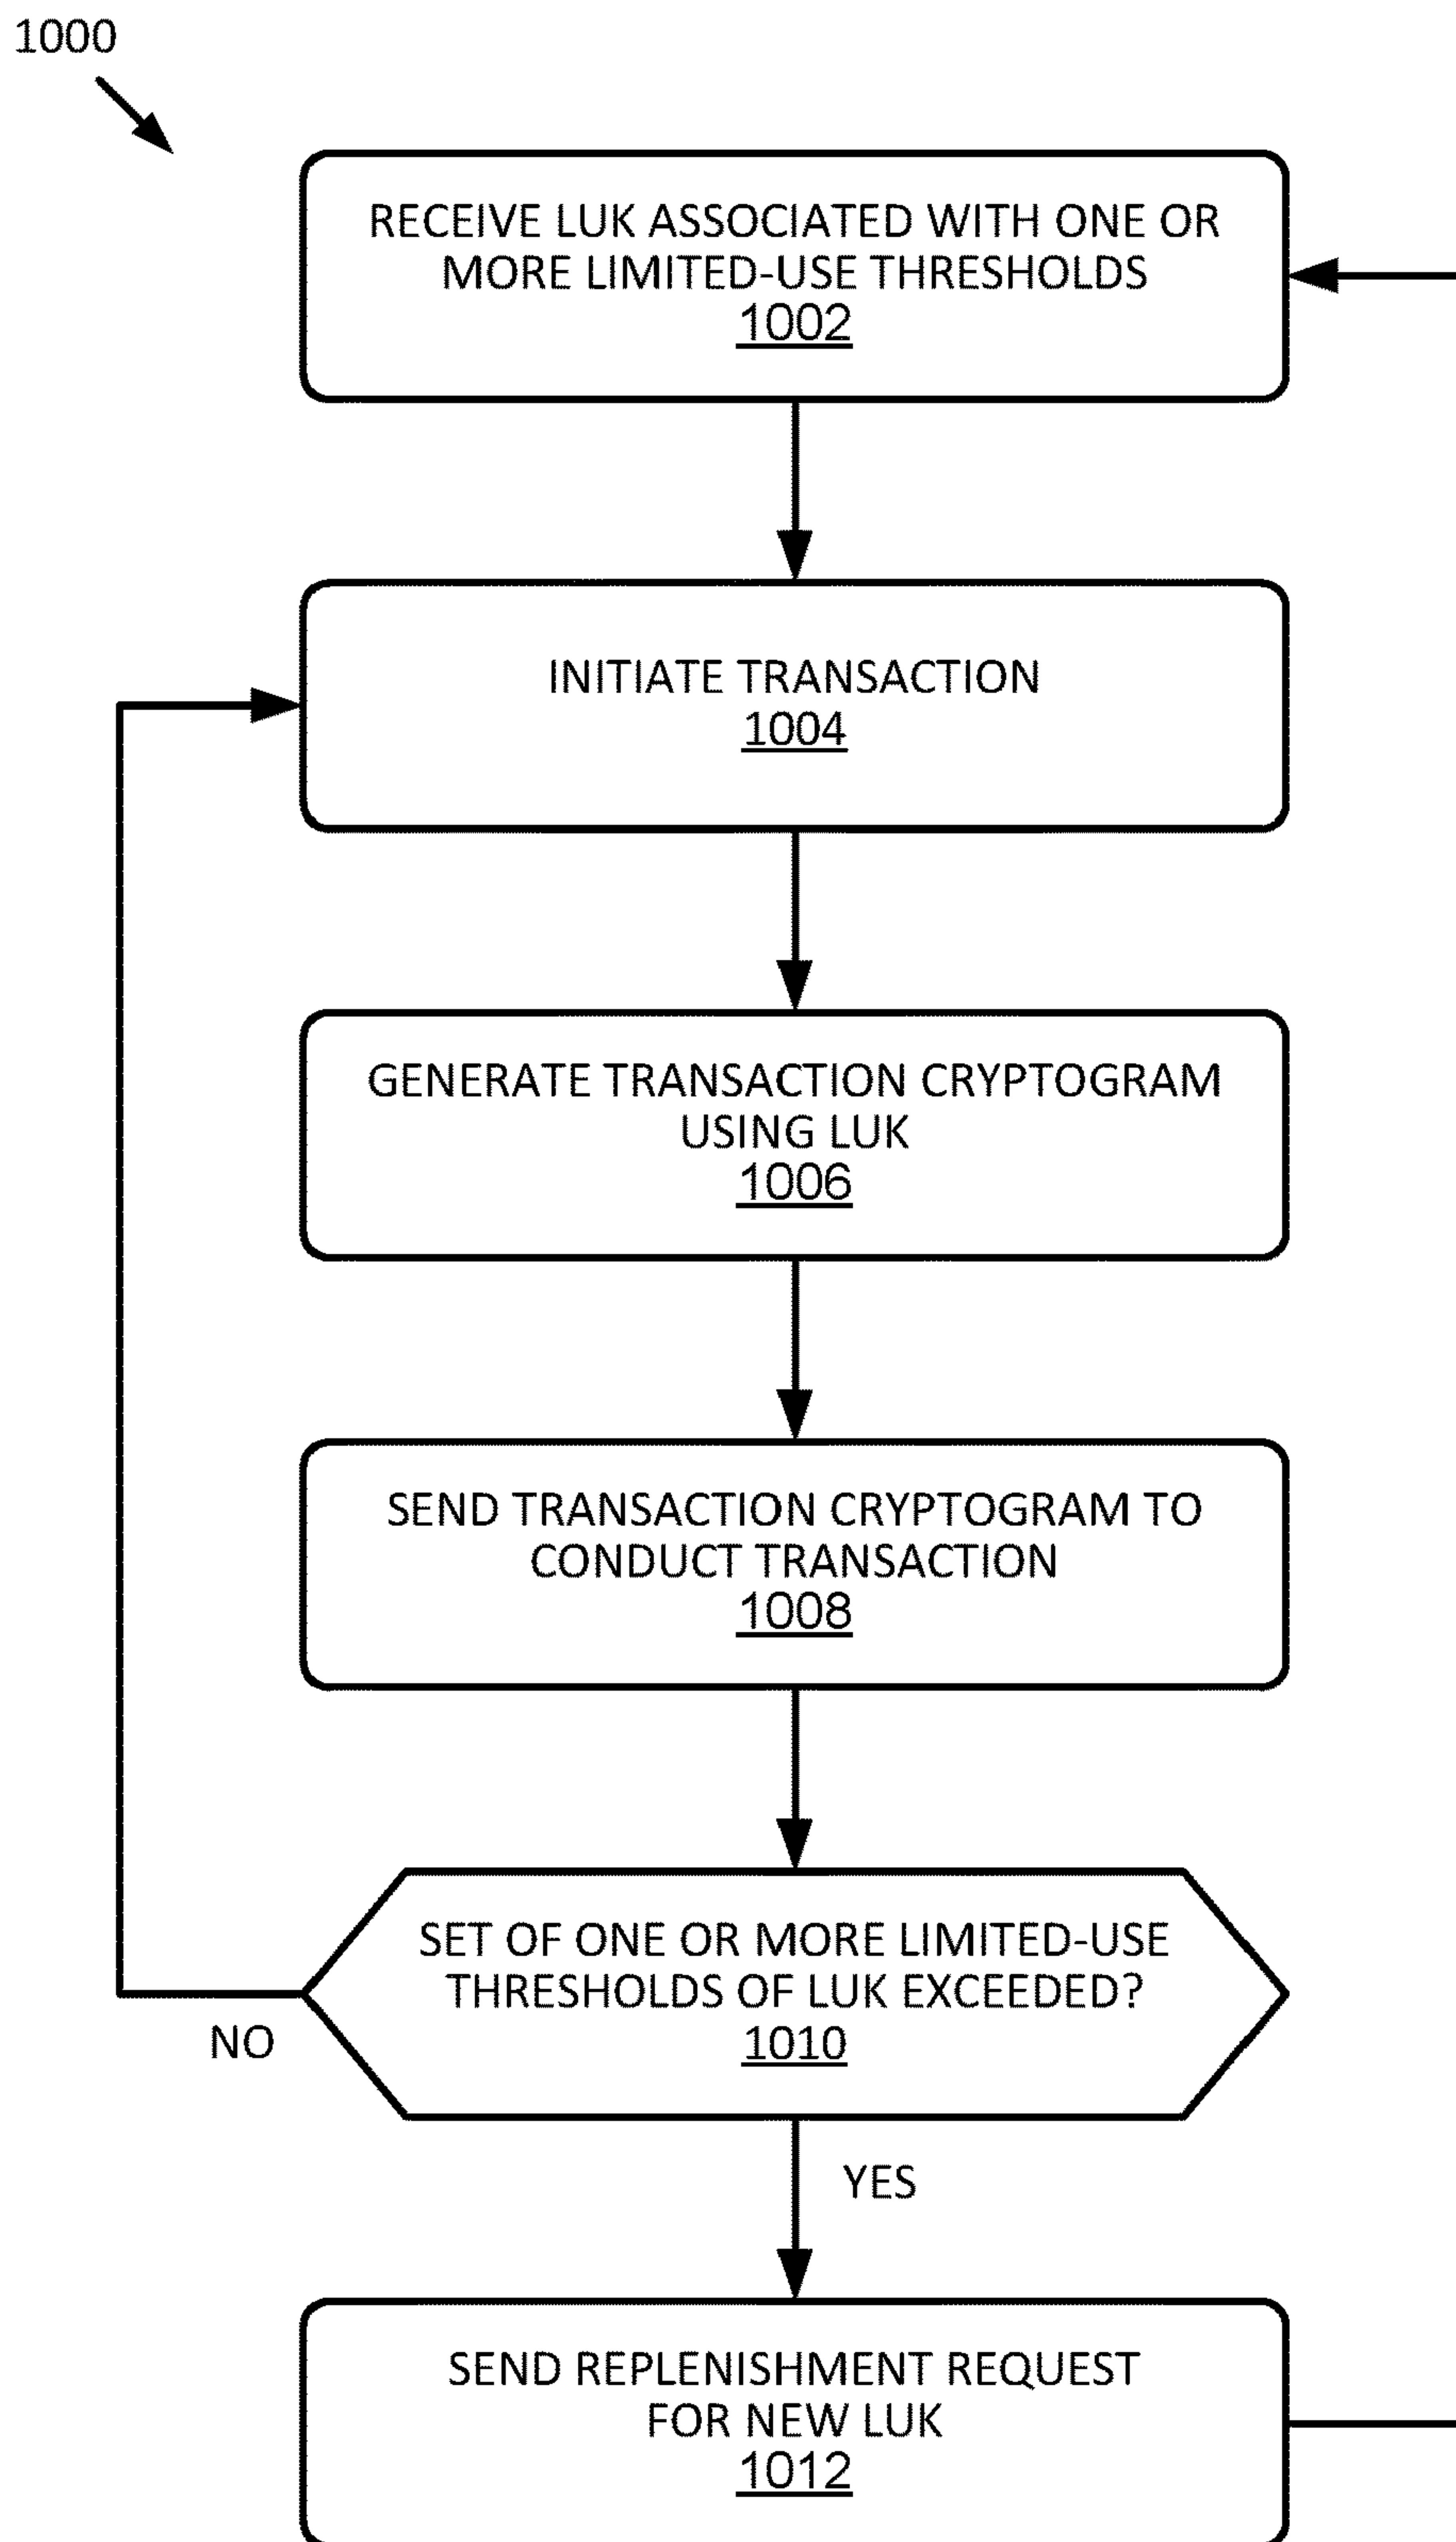 1000
RECEIVE LUK ASSOCIATED WITH ONE OR
MORE LIMITED-USE THRESHOLDS
1002
INITIATE TRANSACTION
1004
GENERATE TRANSACTION CRYPTOGRAM
USING LUK
1006
SEND TRANSACTION CRYPTOGRAM TO
CONDUCT TRANSACTION
1008
SET OF ONE OR MORE LIMITED-USE
THRESHOLDS OF LUK EXCEEDED?
1010
NO
YES
SEND REPLENISHMENT REQUEST
FOR NEW LUK
1012